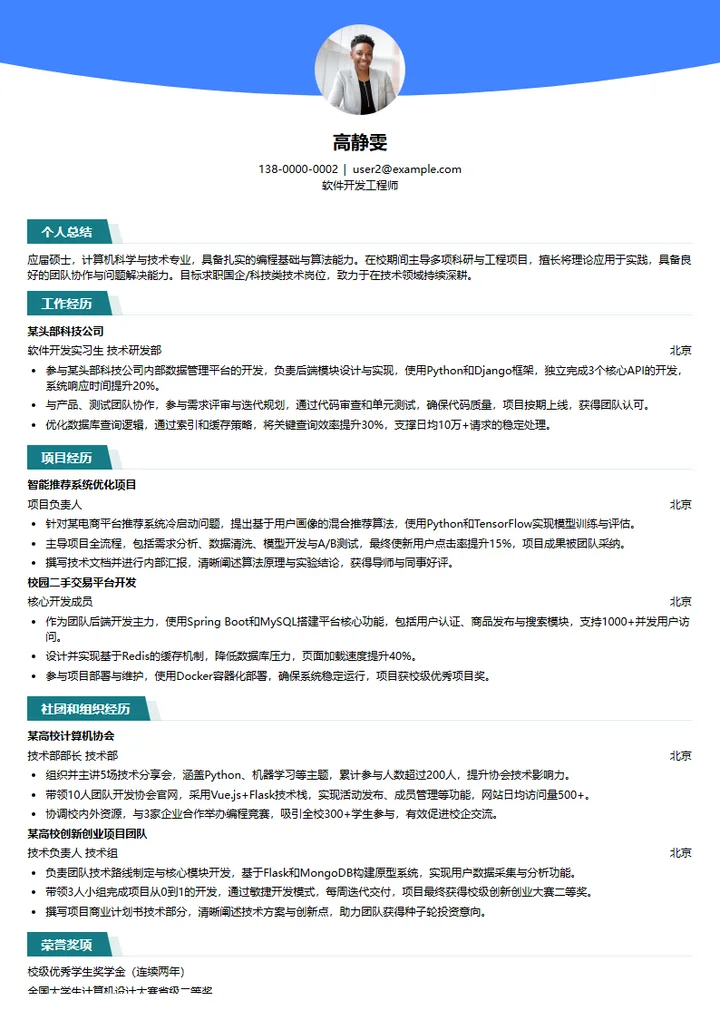 高静雯
138-0000-0002 | user2@example.com
软件开发工程师
个人总结
应届硕士，计算机科学与技术专业，具备扎实的编程基础与算法能力。在校期间主导多项科研与工程项目，擅长将理论应用于实践，具备良
好的团队协作与问题解决能力。目标求职国企/科技类技术岗位，致力于在技术领域持续深耕。
工作经历
某头部科技公司
软件开发实习生 技术研发部 北京
• 参与某头部科技公司内部数据管理平台的开发，负责后端模块设计与实现，使用Python和Django框架，独立完成3个核心API的开发，
系统响应时间提升20%。
• 与产品、测试团队协作，参与需求评审与迭代规划，通过代码审查和单元测试，确保代码质量，项目按期上线，获得团队认可。
• 优化数据库查询逻辑，通过索引和缓存策略，将关键查询效率提升30%，支撑日均10万+请求的稳定处理。
项目经历
智能推荐系统优化项目
项目负责人 北京
• 针对某电商平台推荐系统冷启动问题，提出基于用户画像的混合推荐算法，使用Python和TensorFlow实现模型训练与评估。
• 主导项目全流程，包括需求分析、数据清洗、模型开发与A/B测试，最终使新用户点击率提升15%，项目成果被团队采纳。
• 撰写技术文档并进行内部汇报，清晰阐述算法原理与实验结论，获得导师与同事好评。
校园二手交易平台开发
核心开发成员 北京
• 作为团队后端开发主力，使用Spring Boot和MySQL搭建平台核心功能，包括用户认证、商品发布与搜索模块，支持1000+并发用户访
问。
• 设计并实现基于Redis的缓存机制，降低数据库压力，页面加载速度提升40%。
• 参与项目部署与维护，使用Docker容器化部署，确保系统稳定运行，项目获校级优秀项目奖。
社团和组织经历
某高校计算机协会
技术部部长 技术部 北京
• 组织并主讲5场技术分享会，涵盖Python、机器学习等主题，累计参与人数超过200人，提升协会技术影响力。
• 带领10人团队开发协会官网，采用Vue.js+Flask技术栈，实现活动发布、成员管理等功能，网站日均访问量500+。
• 协调校内外资源，与3家企业合作举办编程竞赛，吸引全校300+学生参与，有效促进校企交流。
某高校创新创业项目团队
技术负责人 技术组 北京
• 负责团队技术路线制定与核心模块开发，基于Flask和MongoDB构建原型系统，实现用户数据采集与分析功能。
• 带领3人小组完成项目从0到1的开发，通过敏捷开发模式，每周迭代交付，项目最终获得校级创新创业大赛二等奖。
• 撰写项目商业计划书技术部分，清晰阐述技术方案与创新点，助力团队获得种子轮投资意向。
荣誉奖项
校级优秀学生奖学金（连续两年）
全国大学生计算机设计大赛省级二等奖